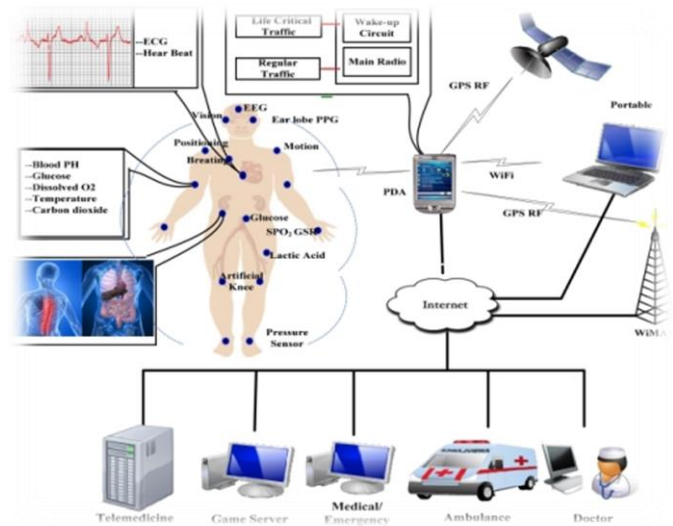 --ECG
--Hear Beat
Life Critical
Traffic
Wake-up
Circuit
Regular
Traffic
Main Radio
GPS RF
Portable
EEG
Vision
Ear lobe PPG
Positioning
Breating
Motion
--Blood PH
--Glucose
--Dissolved O2
--Temperature
--Carbon dioxide
PDA
WiFi
GPS RF
Glucose
SPO₂ GSR
Lactic Acid
Artificial
Knee
Pressure
Sensor
Internet
Telemedicine
Game Server
Medical/
Emergency
Ambulance
Doctor